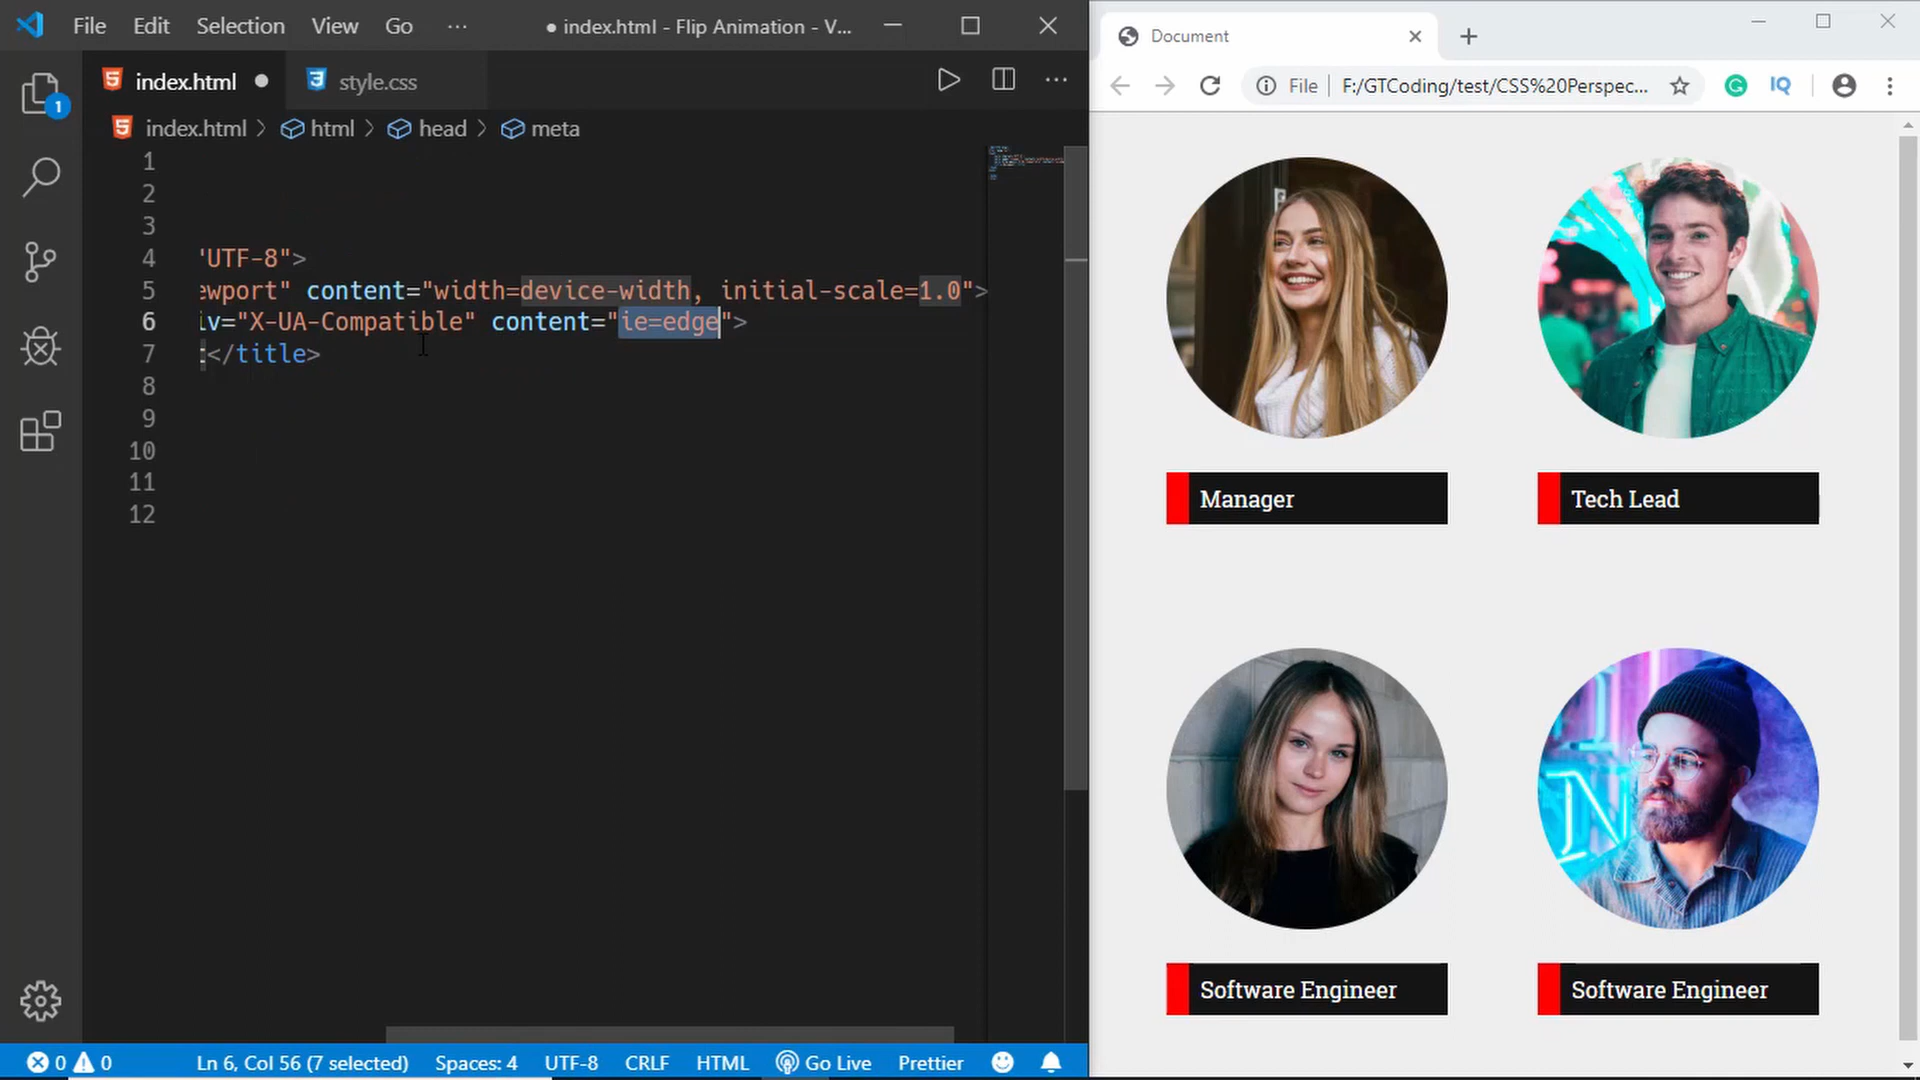 File Edit Selection View Go ··· ● index.html - Flip Animation - V...
index.html ● style.css
index.html > html > head > meta
1
2
3
4 "UTF-8">
5 ewport" content="width=device-width, initial-scale=1.0">
6 iv="X-UA-Compatible" content="ie=edge">
7 </title>
8
9
10
11
12
1
0 0 Ln 6, Col 56 (7 selected) Spaces: 4 UTF-8 CRLF HTML Go Live Prettier
Document
File F:/GTCoding/test/CSS%20Perspec... IQ
Manager
Tech Lead
N
Software Engineer
Software Engineer